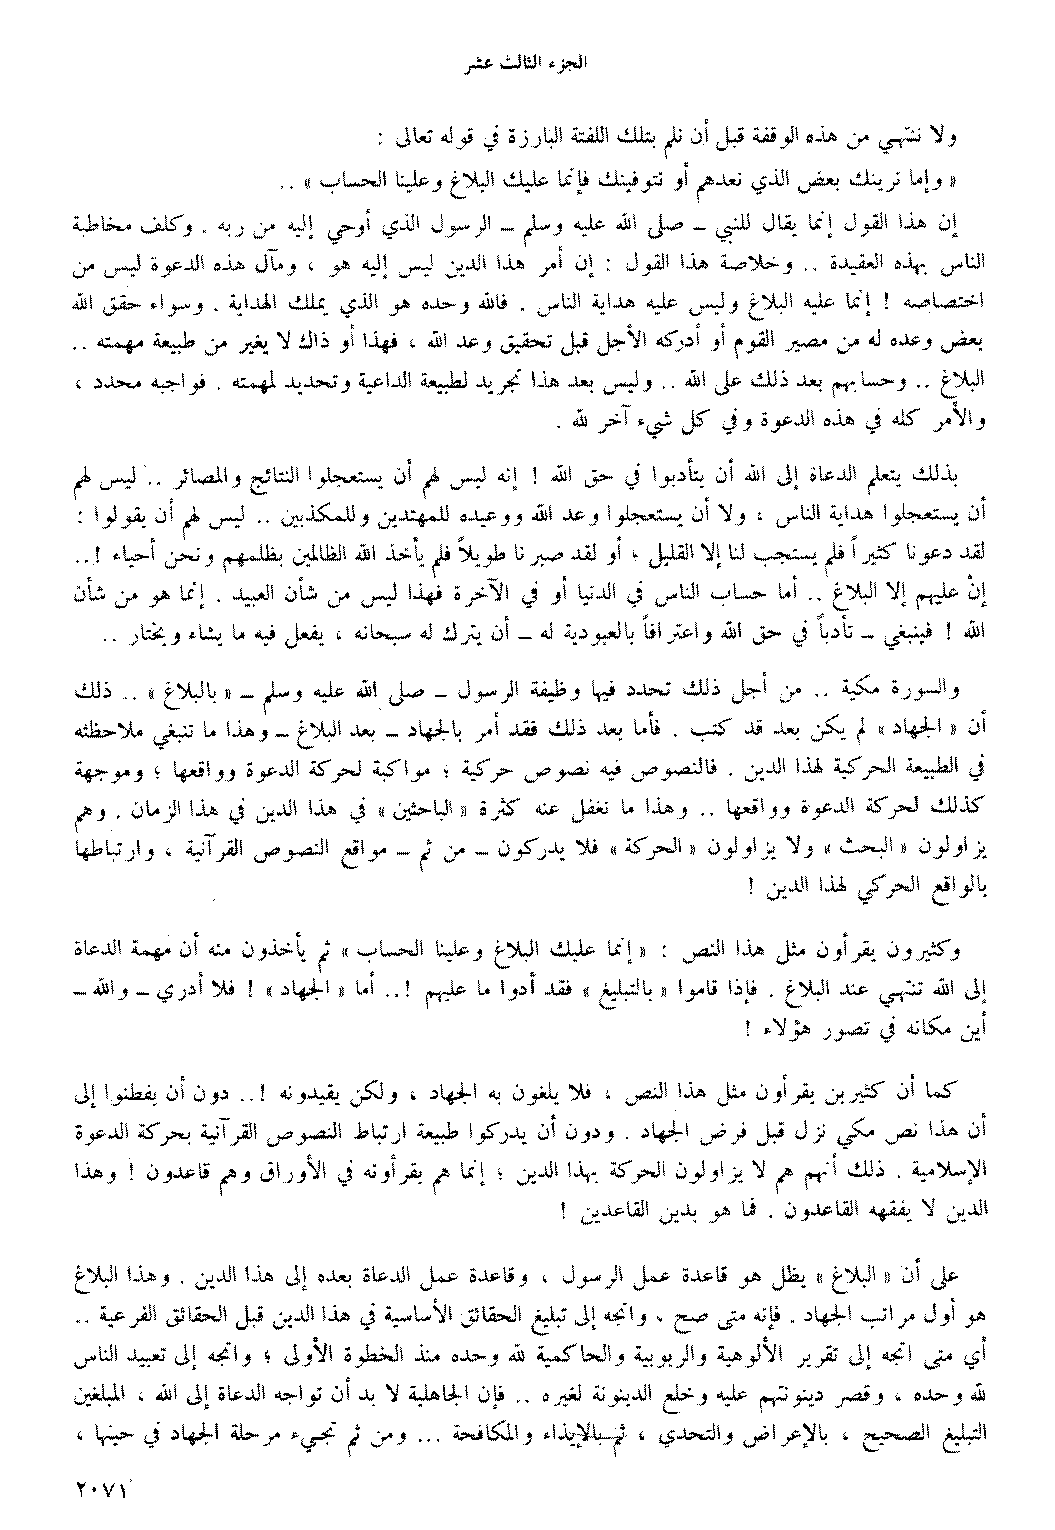 الجزء الثالث عشر
ولا ننتهي من هذه الوقفة قبل أن نلم بتلك اللفتة البارزة في قوله تعالى :
« وإما نرينك بعض الذي نعدهم أو نتوفينك فإنما عليك البلاغ وعلينا الحساب » ..
إن هذا القول إنما يقال للنبي – صلى الله عليه وسلم – الرسول الذي أوحي إليه من ربه . وكلف مخاطبة
الناس بهذه العقيدة .. وخلاصة هذا القول : إن أمر هذا الدين ليس إليه هو ، ومآل هذه الدعوة ليس من
اختصاصه ! إنما عليه البلاغ وليس عليه هداية الناس . فالله وحده هو الذي يملك الهداية . وسواء حقق الله
بعض وعده له من مصير القوم أو أدركه الأجل قبل تحقيق وعد الله ، فهذا أو ذاك لا يغير من طبيعة مهمته ..
البلاغ .. وحسابهم بعد ذلك على الله .. وليس بعد هذا تجريد لطبيعة الداعية وتحديد لمهمته . فواجبه محدد ،
والأمر كله في هذه الدعوة وفي كل شيء آخر لله .
بذلك يتعلم الدعاة إلى الله أن يتأدبوا في حق الله ! إنه ليس لهم أن يستعجلوا النتائج والمصائر .. ليس لهم
أن يستعجلوا هداية الناس ، ولا أن يستعجلوا وعد الله ووعيده للمهتدين وللمكذبين .. ليس لهم أن يقولوا :
لقد دعونا كثيراً فلم يستجب لنا إلا القليل ، أو لقد صبرنا طويلاً فلم يأخذ الله الظالمين بظلمهم ونحن أحياء !..
إنْ عليهم إلا البلاغ .. أما حساب الناس في الدنيا أو في الآخرة فهذا ليس من شأن العبيد . إنما هو من شأن
الله ! فينبغي – تأدباً في حق الله واعترافاً بالعبودية له – أن يترك له سبحانه ، يفعل فيه ما يشاء ويختار ..
والسورة مكية .. من أجل ذلك تحدد فيها وظيفة الرسول – صلى الله عليه وسلم – « بالبلاغ » .. ذلك
أن « الجهاد » لم يكن بعد قد كتب . فأما بعد ذلك فقد أمر بالجهاد – بعد البلاغ – وهذا ما تنبغي ملاحظته
في الطبيعة الحركية لهذا الدين . فالنصوص فيه نصوص حركية ؛ مواكبة لحركة الدعوة وواقعها ؛ وموجهة
كذلك لحركة الدعوة وواقعها .. وهذا ما تغفل عنه كثرة « الباحثين » في هذا الدين في هذا الزمان . وهم
يزاولون « البحث » ولا يزاولون « الحركة » فلا يدركون – من ثم – مواقع النصوص القرآنية ، وارتباطها
بالواقع الحركي لهذا الدين !
وكثيرون يقرأون مثل هذا النص : « إنما عليك البلاغ وعلينا الحساب » ثم يأخذون منه أن مهمة الدعاة
إلى الله تنتهي عند البلاغ . فإذا قاموا « بالتبليغ » فقد أدوا ما عليهم !.. أما « الجهاد » ! فلا أدري – والله –
أين مكانه في تصور هؤلاء !
كما أن كثيرين يقرأون مثل هذا النص ، فلا يلغون به الجهاد ، ولكن يقيدونه !.. دون أن يفطنوا إلى
أن هذا نص مكي نزل قبل فرض الجهاد . ودون أن يدركوا طبيعة ارتباط النصوص القرآنية بحركة الدعوة
الإسلامية . ذلك أنهم هم لا يزاولون الحركة بهذا الدين ؛ إنما هم يقرأونه في الأوراق وهم قاعدون ! وهذا
الدين لا يفقهه القاعدون . فما هو بدين القاعدين !
على أن « البلاغ » يظل هو قاعدة عمل الرسول ، وقاعدة عمل الدعاة بعده إلى هذا الدين . وهذا البلاغ
هو أول مراتب الجهاد . فإنه متى صح ، واتجه إلى تبليغ الحقائق الأساسية في هذا الدين قبل الحقائق الفرعية ..
أي متى اتجه إلى تقرير الألوهية والربوبية والحاكمية لله وحده منذ الخطوة الأولى ؛ واتجه إلى تعبيد الناس
لله وحده ، وقصر دينونتهم عليه وخلع الدينونة لغيره .. فإن الجاهلية لا بد أن تواجه الدعاة إلى الله ، المبلغين
التبليغ الصحيح ، بالإعراض والتحدي ، ثم بالإيذاء والمكافحة ... ومن ثم تجيء مرحلة الجهاد في حينها ،
٢٠٧١